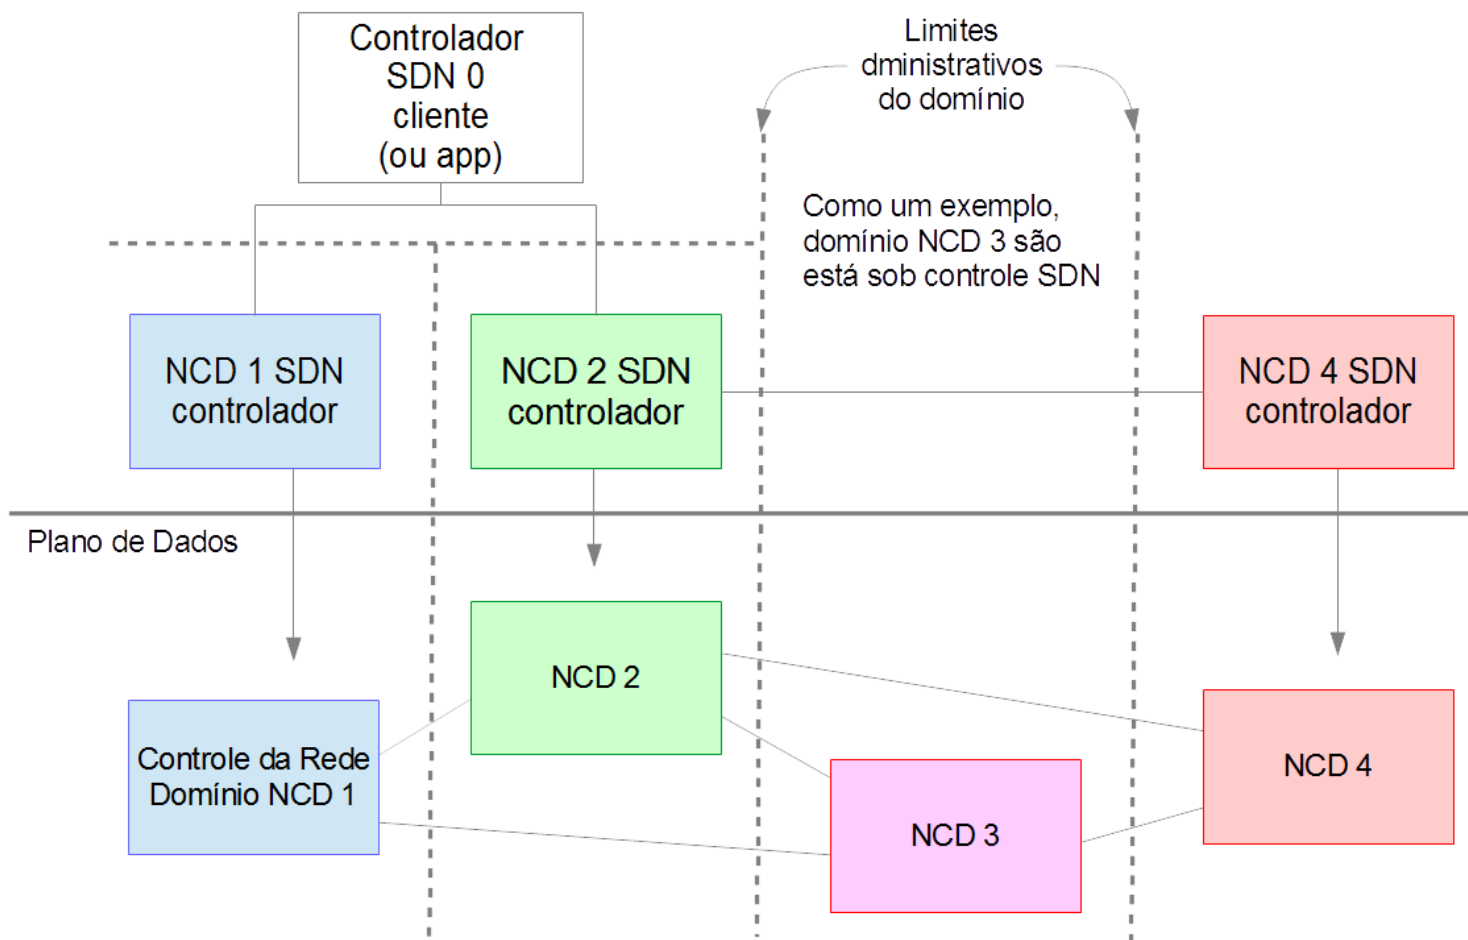 Controlador
SDN 0
cliente
(ou app)
Limites
dministrativos
do domínio
Como um exemplo,
domínio NCD 3 são
está sob controle SDN
NCD 1 SDN
controlador
NCD 2 SDN
controlador
NCD 4 SDN
controlador
Plano de Dados
NCD 2
Controle da Rede
Domínio NCD 1
NCD 3
NCD 4